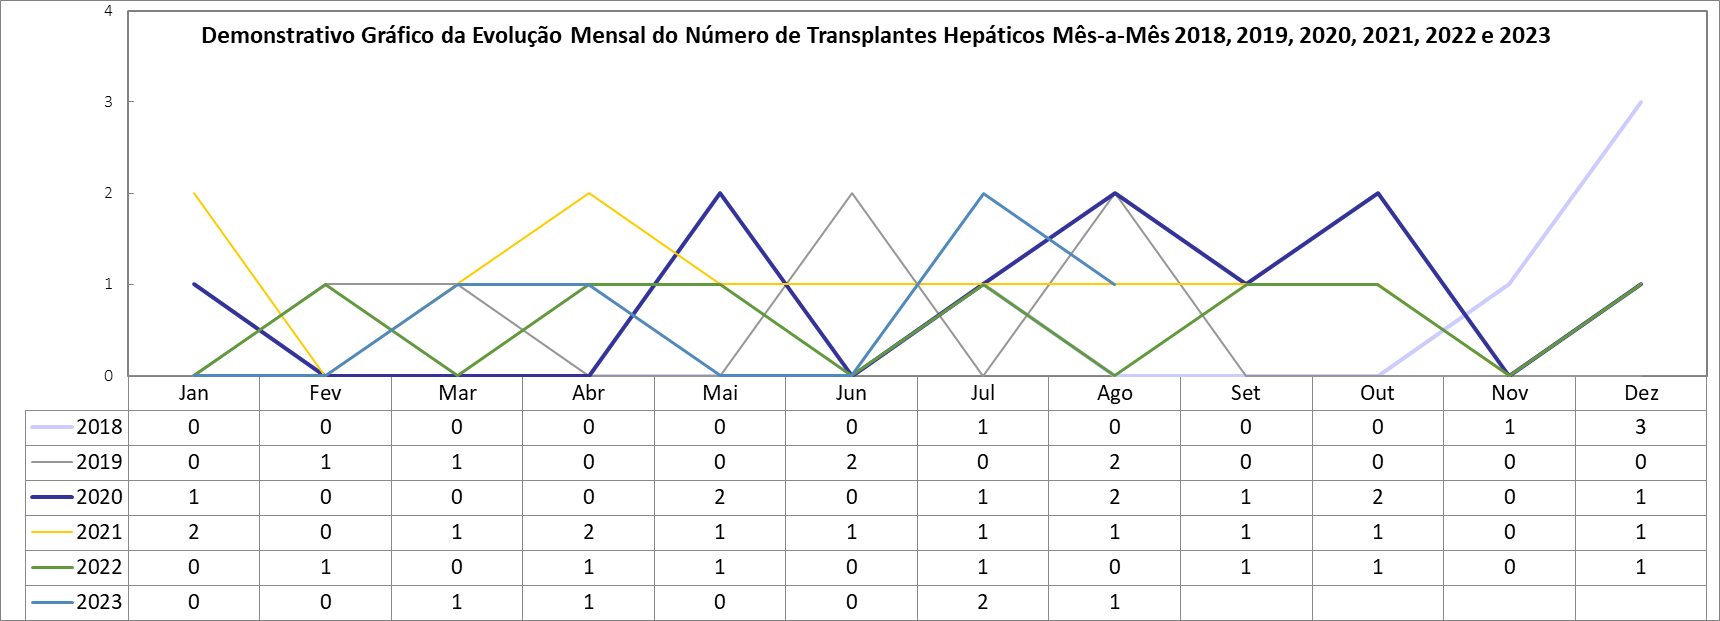 Demonstrativo Gráfico da Evolução Mensal do Número de Transplantes Hepáticos Mês-a-Mês 2018, 2019, 2020, 2021, 2022 e 2023
4
3
2
1
0
Jan Fev Mar Abr Mai Jun Jul Ago Set Out Nov Dez
2018 0 0 0 0 0 0 1 0 0 0 1 3
2019 0 1 1 0 0 2 0 2 0 0 0 0
2020 1 0 0 0 2 0 1 2 1 2 0 1
2021 2 0 1 2 1 1 1 1 1 1 0 1
2022 0 1 0 1 1 0 1 0 1 1 0 1
2023 0 0 1 1 0 0 2 1